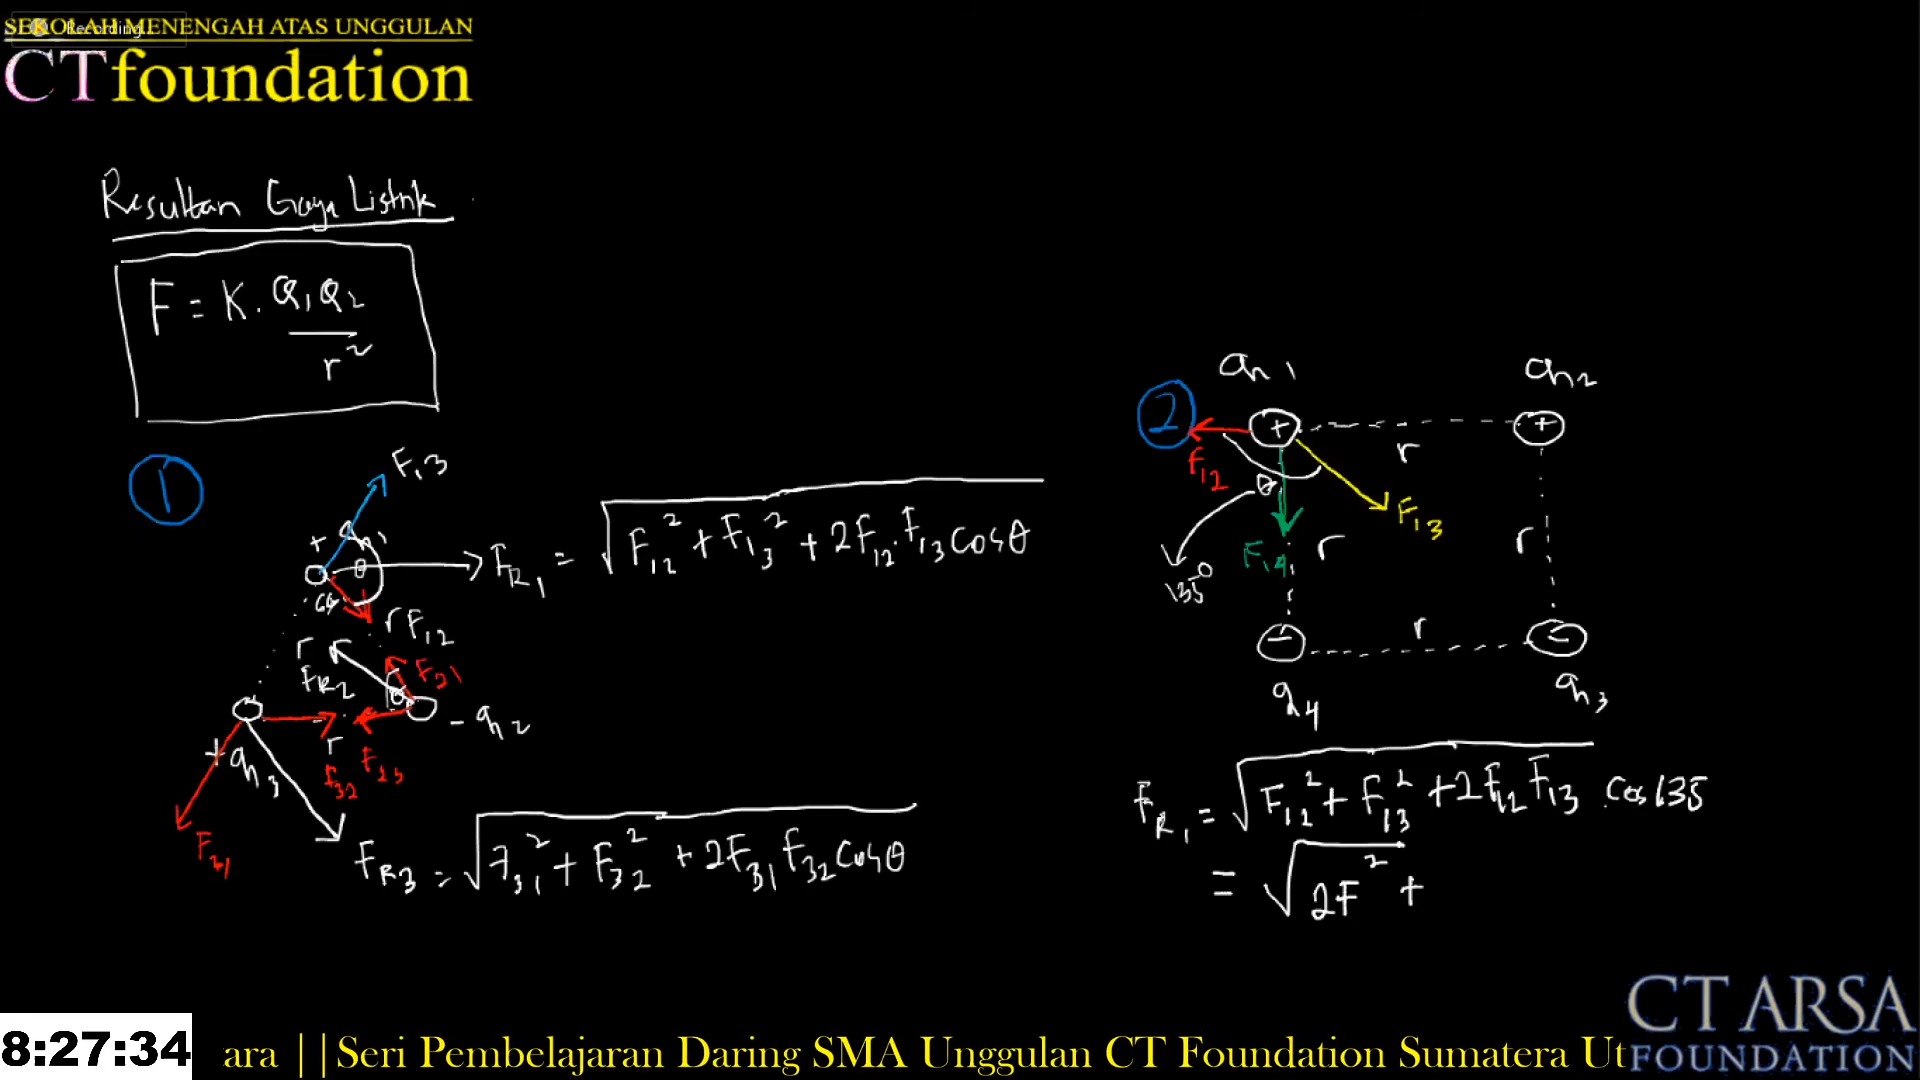 SEKOLAH MENENGAH ATAS UNGGULAN
Recording...
CTfoundation
Resultan Gaya Listrik
F = K. Q1Q2
r²
1
F13
+ q1
θ
FR1 = √F12² + F13² + 2F12.F13 cosθ
r F12
r
FR2
F21
θ
- q2
+ q3
r
F32 F23
F31
FR3 = √F31² + F32² + 2F31 F32 cosθ
2
q1 q2
+ +
r
F12
θ
F13
F14
r r
135°
- r -
q4 q3
FR1 = √F12² + F13² + 2F12 F13 . cos135
= √2F² +
8:27:34
ara ||Seri Pembelajaran Daring SMA Unggulan CT Foundation Sumatera Ut
CT ARSA
FOUNDATION